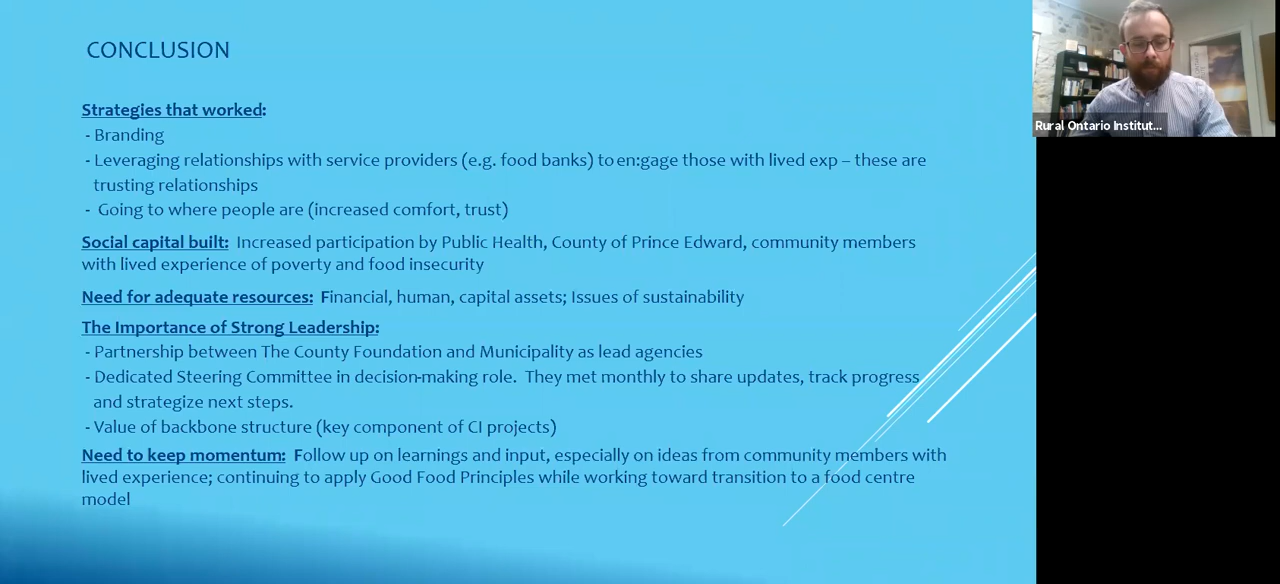 CONCLUSION
Strategies that worked:
- Branding
- Leveraging relationships with service providers (e.g. food banks) to en:gage those with lived exp – these are
trusting relationships
- Going to where people are (increased comfort, trust)
Social capital built: Increased participation by Public Health, County of Prince Edward, community members
with lived experience of poverty and food insecurity
Need for adequate resources: Financial, human, capital assets; Issues of sustainability
The Importance of Strong Leadership:
- Partnership between The County Foundation and Municipality as lead agencies
- Dedicated Steering Committee in decision-making role. They met monthly to share updates, track progress
and strategize next steps.
- Value of backbone structure (key component of CI projects)
Need to keep momentum: Follow up on learnings and input, especially on ideas from community members with
lived experience; continuing to apply Good Food Principles while working toward transition to a food centre
model
Rural Ontario Institut...